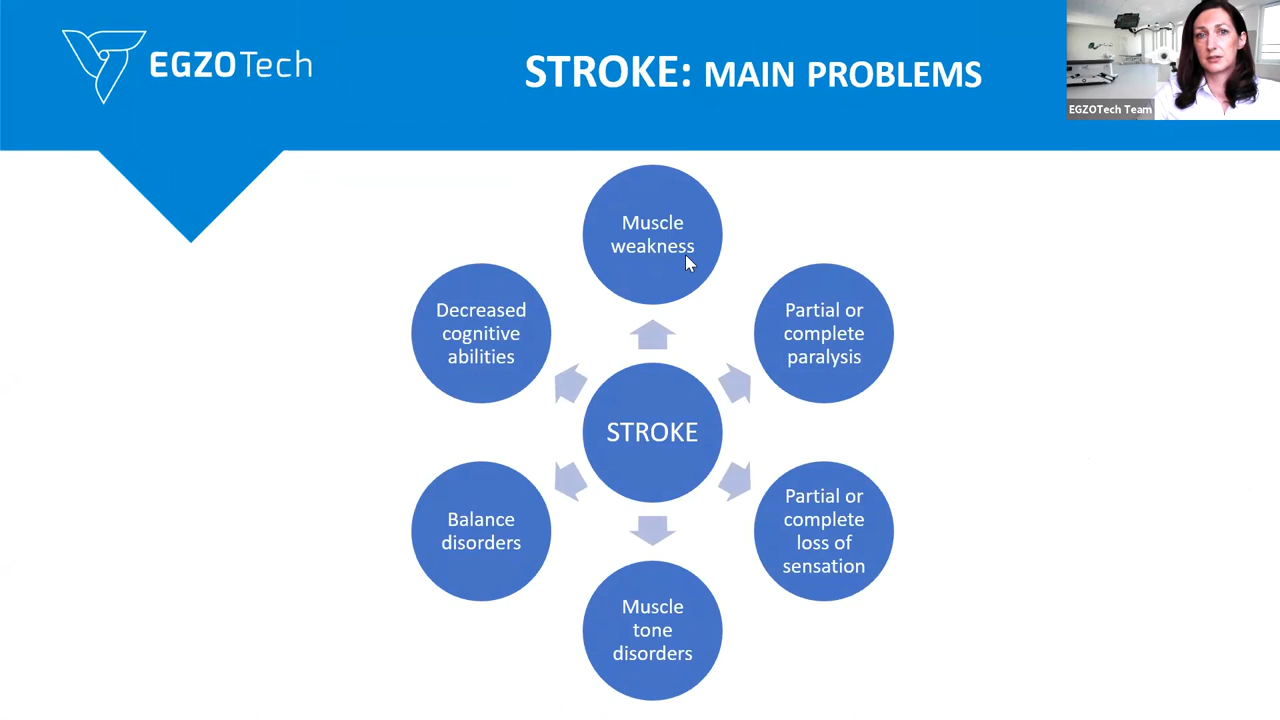 EGZOTech
STROKE: MAIN PROBLEMS
EGZOTech Team
Muscle
weakness
Partial or
complete
paralysis
Partial or
complete
loss of
sensation
Muscle
tone
disorders
Balance
disorders
Decreased
cognitive
abilities
STROKE